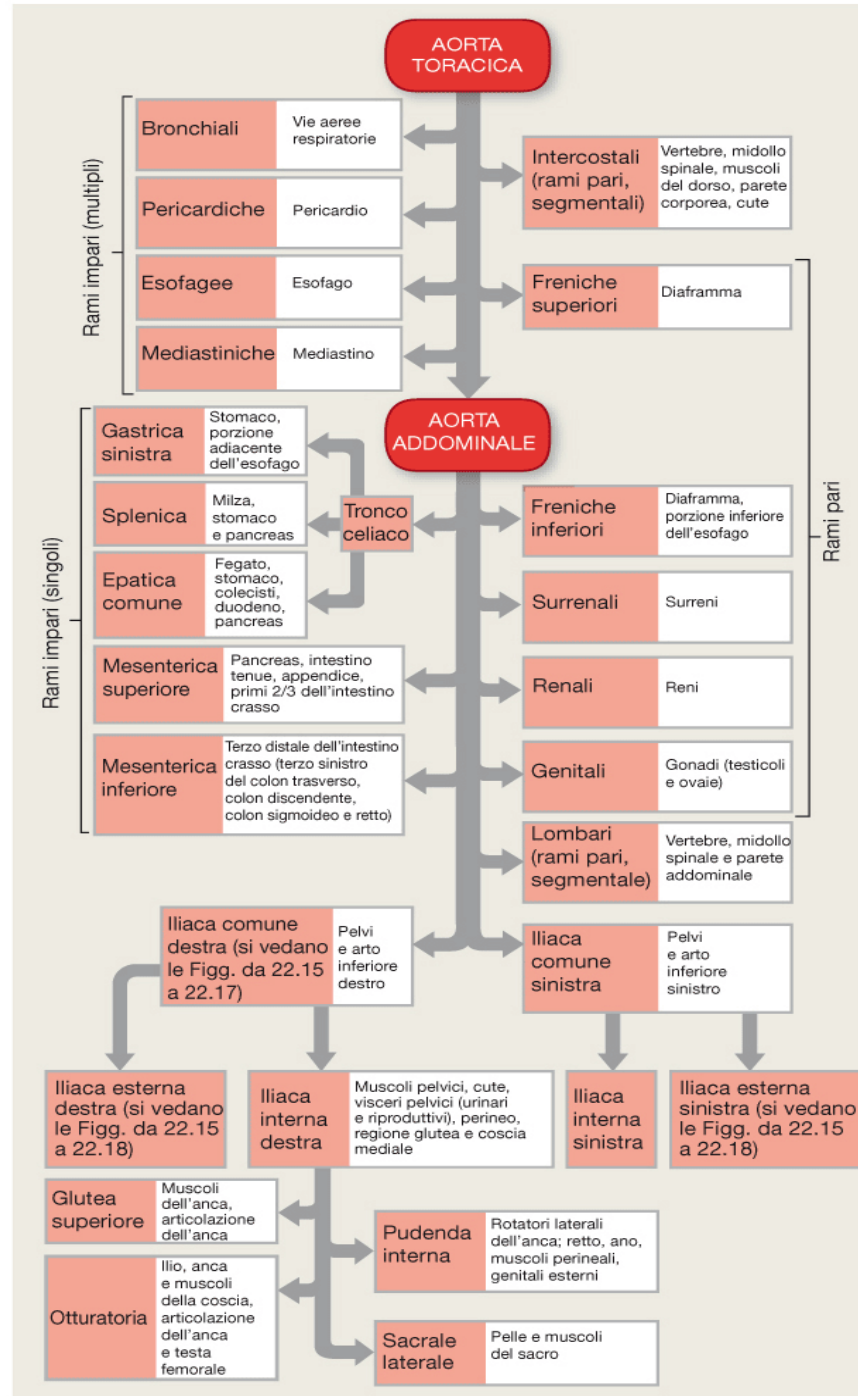 AORTA
TORACICA
Rami impari (multipli)
Bronchiali
Vie aeree
respiratorie
Pericardiche
Pericardio
Esofagee
Esofago
Mediastiniche
Mediastino
Intercostali
(rami pari,
segmentali)
Vertebre, midollo
spinale, muscoli
del dorso, parete
corporea, cute
Freniche
superiori
Diaframma
Rami pari
AORTA
ADDOMINALE
Rami impari (singoli)
Gastrica
sinistra
Stomaco,
porzione
adiacente
dell'esofago
Splenica
Milza,
stomaco
e pancreas
Epatica
comune
Fegato,
stomaco,
colecisti,
duodeno,
pancreas
Tronco
celiaco
Mesenterica
superiore
Pancreas, intestino
tenue, appendice,
primi 2/3 dell'intestino
crasso
Mesenterica
inferiore
Terzo distale dell'intestino
crasso (terzo sinistro
del colon trasverso,
colon discendente,
colon sigmoideo e retto)
Freniche
inferiori
Diaframma,
porzione inferiore
dell'esofago
Surrenali
Surreni
Renali
Reni
Genitali
Gonadi (testicoli
e ovaie)
Lombari
(rami pari,
segmentale)
Vertebre, midollo
spinale e parete
addominale
Iliaca comune
destra (si vedano
le Figg. da 22.15
a 22.17)
Pelvi
e arto
inferiore
destro
Iliaca
comune
sinistra
Pelvi
e arto
inferiore
sinistro
Iliaca esterna
destra (si vedano
le Figg. da 22.15
a 22.18)
Iliaca
interna
destra
Muscoli pelvici, cute,
visceri pelvici (urinari
e riproduttivi), perineo,
regione glutea e coscia
mediale
Iliaca
interna
sinistra
Iliaca esterna
sinistra (si vedano
le Figg. da 22.15
a 22.18)
Glutea
superiore
Muscoli
dell'anca,
articolazione
dell'anca
Otturatoria
Ilio, anca
e muscoli
della coscia,
articolazione
dell'anca
e testa
femorale
Pudenda
interna
Rotatori laterali
dell'anca; retto, ano,
muscoli perineali,
genitali esterni
Sacrale
laterale
Pelle e muscoli
del sacro